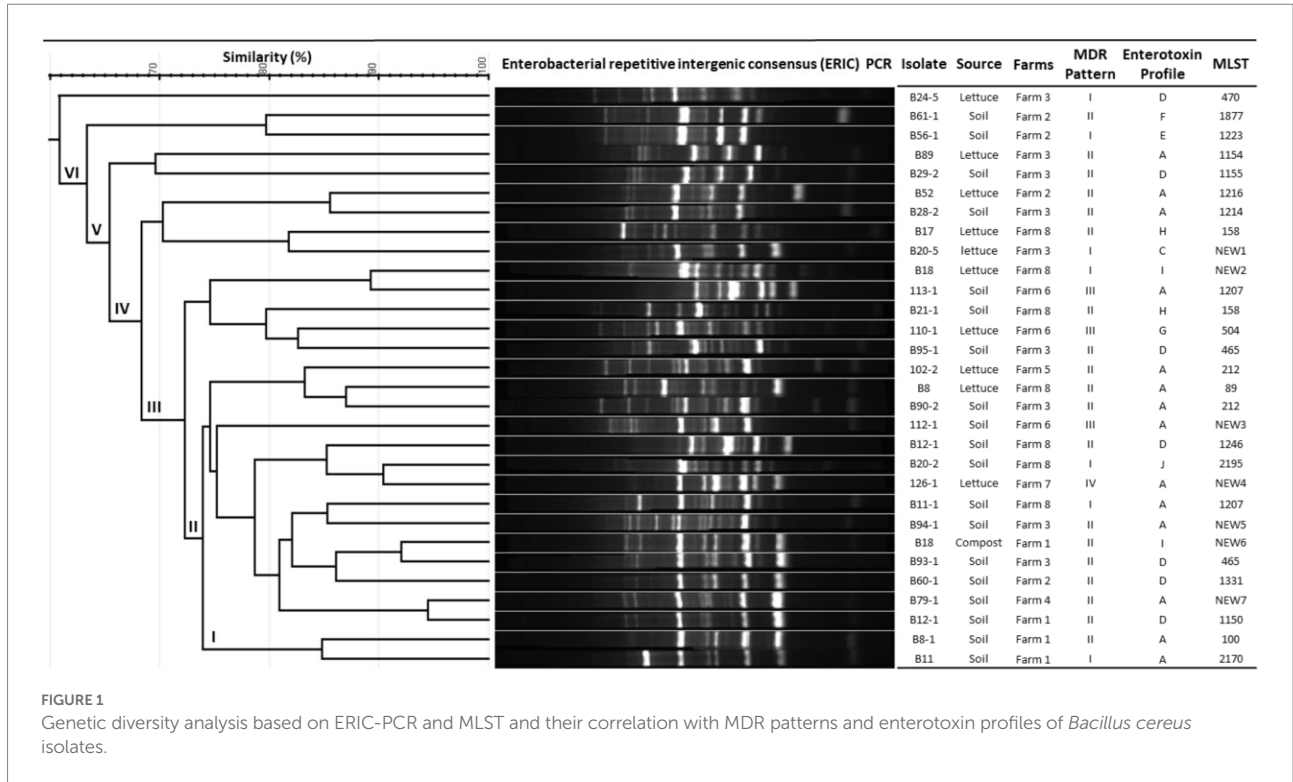 Similarity (%)
70 80 90 100
Enterobacterial repetitive intergenic consensus (ERIC) PCR Isolate Source Farms MDR Pattern Enterotoxin Profile MLST
B24-5 Lettuce Farm 3 I D 470
B61-1 Soil Farm 2 II F 1877
B56-1 Soil Farm 2 I E 1223
B89 Lettuce Farm 3 II A 1154
B29-2 Soil Farm 3 II D 1155
B52 Lettuce Farm 2 II A 1216
B28-2 Soil Farm 3 II A 1214
B17 Lettuce Farm 8 II H 158
B20-5 lettuce Farm 3 I C NEW1
B18 Lettuce Farm 8 I I NEW2
113-1 Soil Farm 6 III A 1207
B21-1 Soil Farm 8 II H 158
110-1 Lettuce Farm 6 III G 504
B95-1 Soil Farm 3 II D 465
102-2 Lettuce Farm 5 II A 212
B8 Lettuce Farm 8 II A 89
B90-2 Soil Farm 3 II A 212
112-1 Soil Farm 6 III A NEW3
B12-1 Soil Farm 8 II D 1246
B20-2 Soil Farm 8 I J 2195
126-1 Lettuce Farm 7 IV A NEW4
B11-1 Soil Farm 8 I A 1207
B94-1 Soil Farm 3 II A NEW5
B18 Compost Farm 1 II I NEW6
B93-1 Soil Farm 3 II D 465
B60-1 Soil Farm 2 II D 1331
B79-1 Soil Farm 4 II A NEW7
B12-1 Soil Farm 1 II D 1150
B8-1 Soil Farm 1 II A 100
B11 Soil Farm 1 I A 2170
VI
V
IV
III
II
I
FIGURE 1
Genetic diversity analysis based on ERIC-PCR and MLST and their correlation with MDR patterns and enterotoxin profiles of Bacillus cereus
isolates.